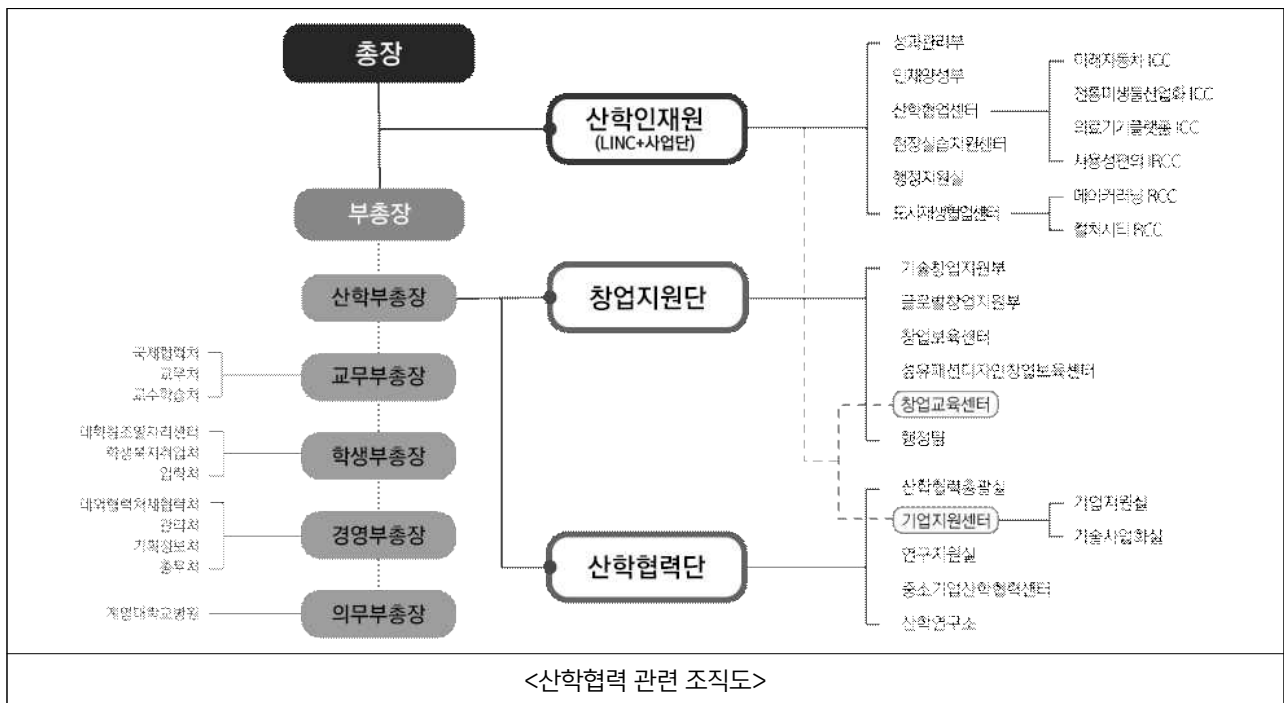 총장
산학인재원
(LINC+사업단)
성과관리부
인재양성부
산학협업센터
현장실습지원센터
행정지원실
도시재생협업센터
미래자동차 ICC
전통미생물산업화 ICC
의료기기플랫폼 ICC
사용성평가 IRCC
메이커러닝 RCC
컬처시티 RCC
부총장
산학부총장
창업지원단
기술창업지원부
글로벌창업지원부
창업보육센터
섬유패션디자인창업보육센터
창업교육센터
행정팀
국제협력처
교무처
교수학습처
교무부총장
대학일자리센터
학생복지취업처
입학처
학생부총장
대외협력처
관리처
기획정보처
총무처
경영부총장
산학협력단
산학협력총괄실
기업지원센터
연구지원실
중소기업산학협력센터
산학연구소
기업지원실
기술사업화실
계명대학교병원
의무부총장
<산학협력 관련 조직도>